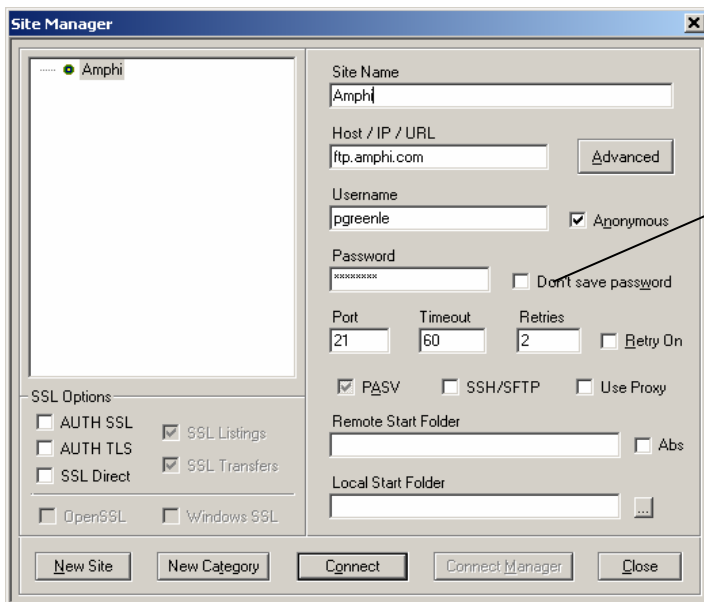 Site Manager
Amphi
Site Name
Amphi
Host / IP / URL
ftp.amphi.com
Advanced
Username
pgreenle
Anonymous
Password
********
Don't save password
Port Timeout Retries
21 60 2 Retry On
PASV SSH/SFTP Use Proxy
SSL Options
AUTH SSL
AUTH TLS
SSL Direct
SSL Listings
SSL Transfers
OpenSSL Windows SSL
Remote Start Folder
Abs
Local Start Folder
...
New Site New Category Connect Connect Manager Close